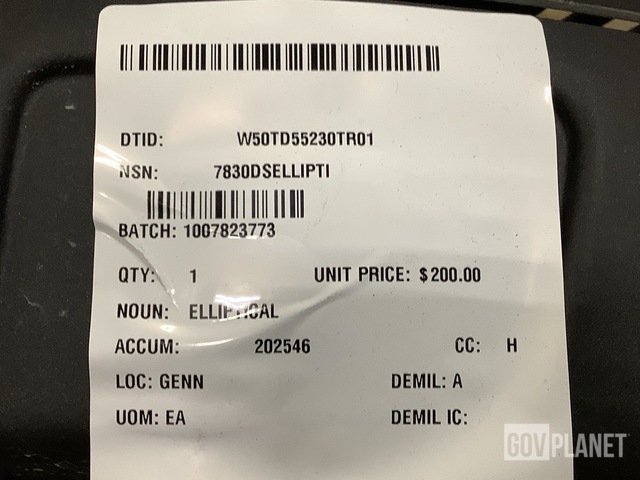 DTID: W50TD55230TR01
NSN: 7830DSELLIPTI
BATCH: 1007823773
QTY: 1 UNIT PRICE: $200.00
NOUN: ELLIPTICAL
ACCUM: 202546 CC: H
LOC: GENN DEMIL: A
UOM: EA DEMIL IC:
GOVPLANET